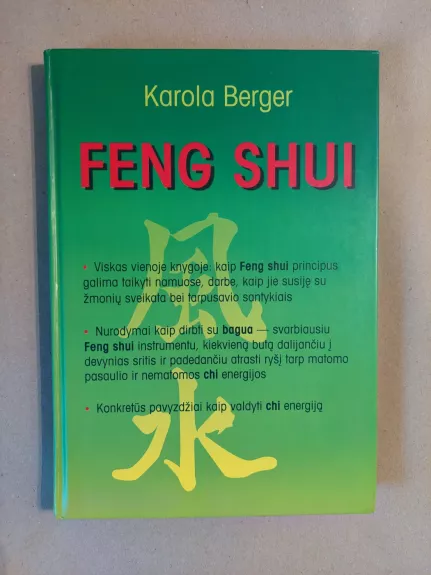 Karola Berger
FENG SHUI
風
• Viskas vienoje knygoje: kaip Feng shui principus
galima taikyti namuose, darbe, kaip jie susiję su
žmonių sveikata bei tarpusavio santykiais
• Nurodymai kaip dirbti su bagua — svarbiausiu
Feng shui instrumentu, kiekvieną butą dalijančiu į
devynias sritis ir padedančiu atrasti ryšį tarp matomo
pasaulio ir nematomos chi energijos
• Konkretūs pavyzdžiai kaip valdyti chi energiją
水